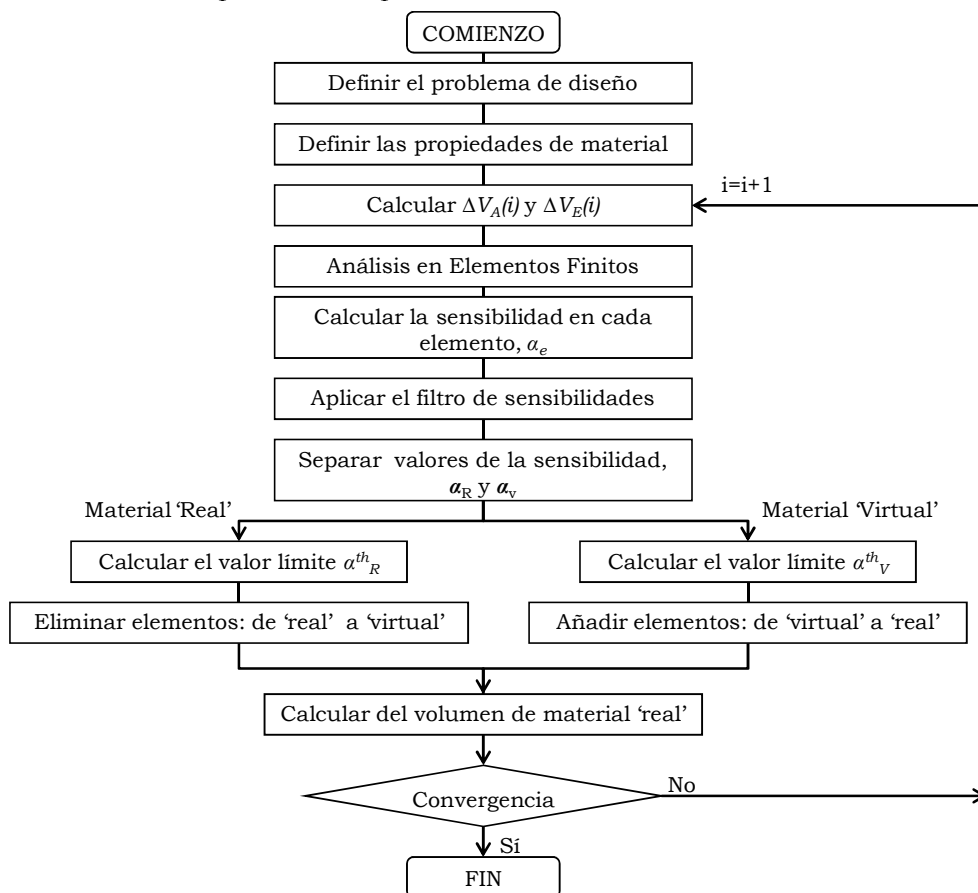 COMIENZO
Definir el problema de diseño
Definir las propiedades de material
i=i+1
Calcular ΔV_A(i) y ΔV_E(i)
Análisis en Elementos Finitos
Calcular la sensibilidad en cada
elemento, α_e
Aplicar el filtro de sensibilidades
Separar valores de la sensibilidad,
α_R y α_v
Material ‘Real’
Material ‘Virtual’
Calcular el valor límite α^th_R
Calcular el valor límite α^th_V
Eliminar elementos: de ‘real’ a ‘virtual’
Añadir elementos: de ‘virtual’ a ‘real’
Calcular del volumen de material ‘real’
Convergencia
No
Sí
FIN